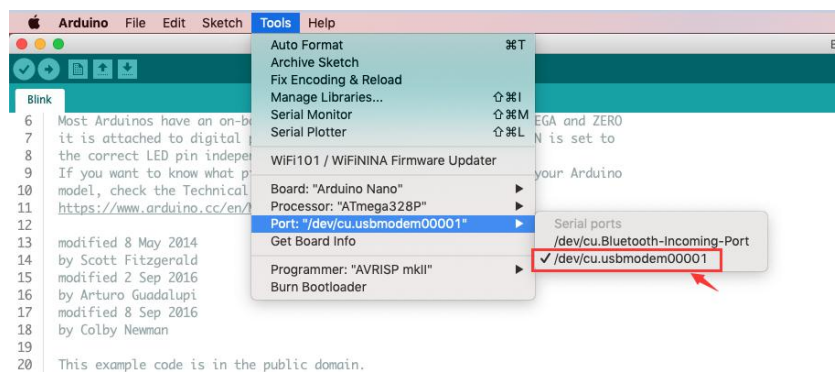 Arduino File Edit Sketch Tools Help
Auto Format ⌘T
Archive Sketch
Fix Encoding & Reload
Manage Libraries... ⇧⌘I
Serial Monitor ⇧⌘M
Serial Plotter ⇧⌘L
WiFi101 / WiFiNINA Firmware Updater
Board: "Arduino Nano"
Processor: "ATmega328P"
Port: "/dev/cu.usbmodem00001"
Get Board Info
Programmer: "AVRISP mkII"
Burn Bootloader
Serial ports
/dev/cu.Bluetooth-Incoming-Port
✓ /dev/cu.usbmodem00001
Blink
6 Most Arduinos have an on-b EGA and ZERO
7 it is attached to digital N is set to
8 the correct LED pin indepe
9 If you want to know what p your Arduino
10 model, check the Technical
11 https://www.arduino.cc/en/
12
13 modified 8 May 2014
14 by Scott Fitzgerald
15 modified 2 Sep 2016
16 by Arturo Guadalupi
17 modified 8 Sep 2016
18 by Colby Newman
19
20 This example code is in the public domain.